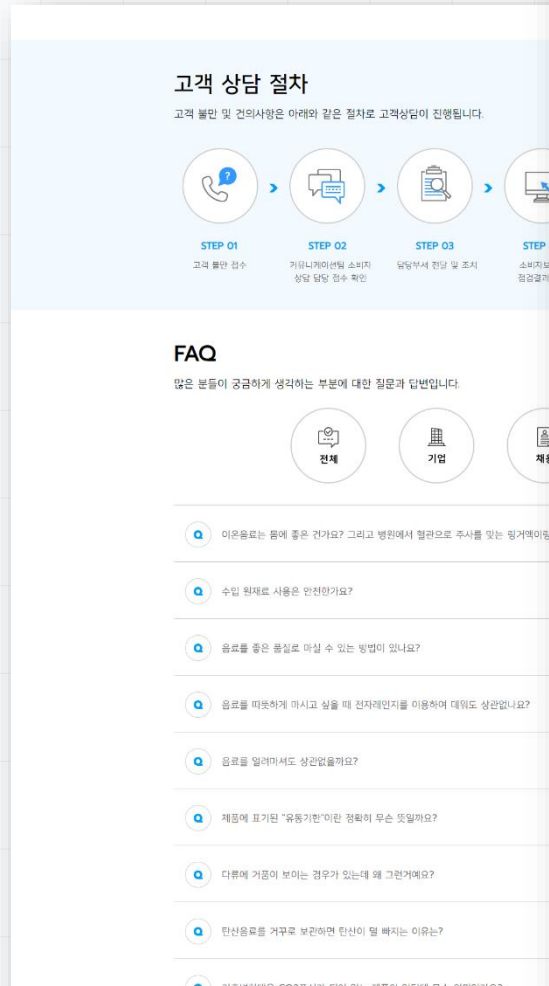 고객 상담 절차
고객 불만 및 건의사항은 아래와 같은 절차로 고객상담이 진행됩니다.
?
STEP 01
STEP 02
STEP 03
STEP
고객 불만 접수
커뮤니케이션팀 소비자
상담 담당 접수 확인
담당부서 전달 및 조치
소비자보
점검결과
FAQ
많은 분들이 궁금하게 생각하는 부분에 대한 질문과 답변입니다.
전체
기업
채용
Q 이온음료는 몸에 좋은 건가요? 그리고 병원에서 혈관으로 주사를 맞는 링거액이랑
Q 수입 원재료 사용은 안전한가요?
Q 음료를 좋은 품질로 마실 수 있는 방법이 있나요?
Q 음료를 따뜻하게 마시고 싶을 때 전자레인지를 이용하여 데워도 상관없나요?
Q 음료를 얼려마셔도 상관없을까요?
Q 제품에 표기된 "유통기한"이란 정확히 무슨 뜻일까요?
Q 다류에 거품이 보이는 경우가 있는데 왜 그런거예요?
Q 탄산음료를 거꾸로 보관하면 탄산이 덜 빠지는 이유는?